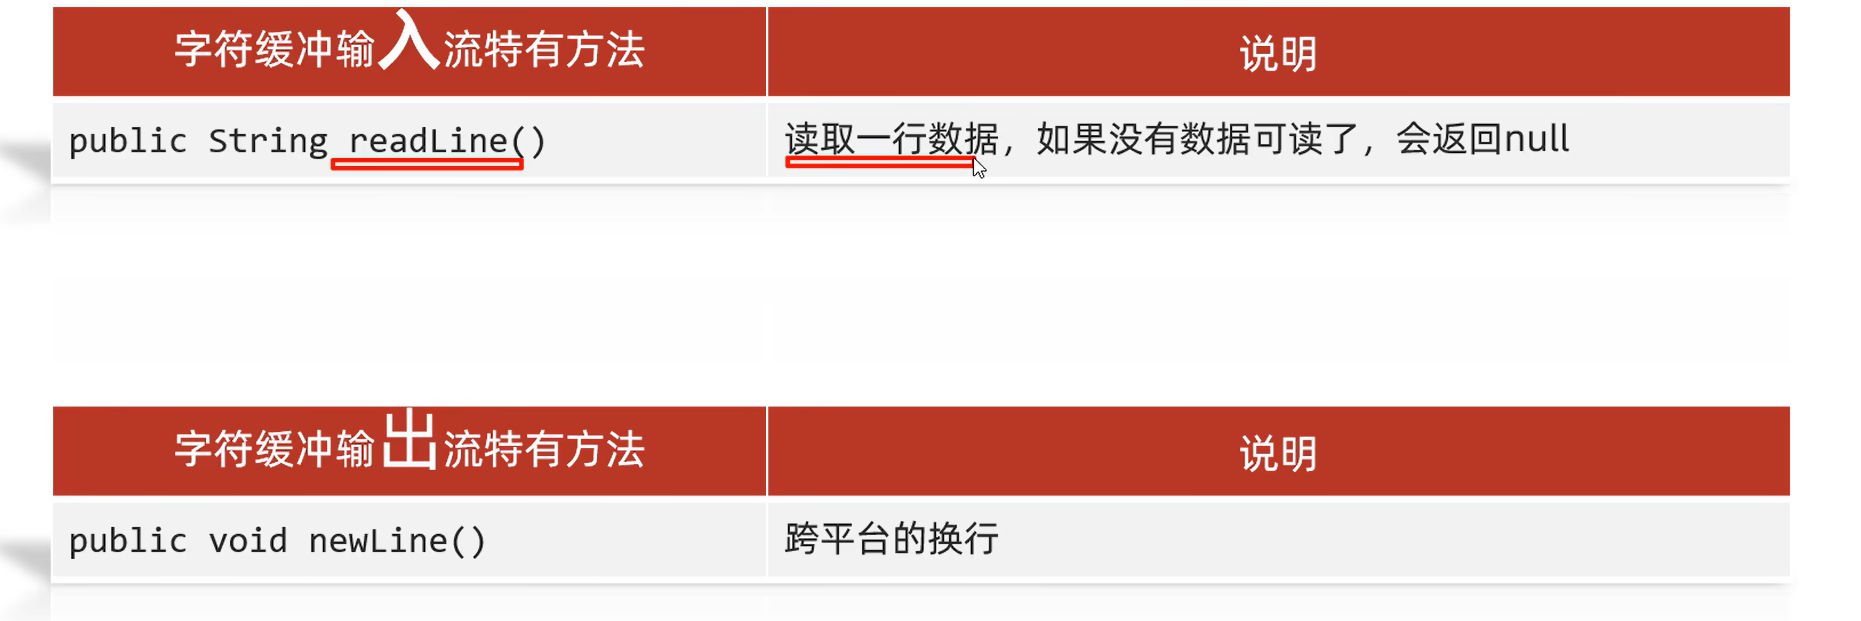 字符缓冲输入流特有方法 说明
public String readLine() 读取一行数据，如果没有数据可读了，会返回null
字符缓冲输出流特有方法 说明
public void newLine() 跨平台的换行